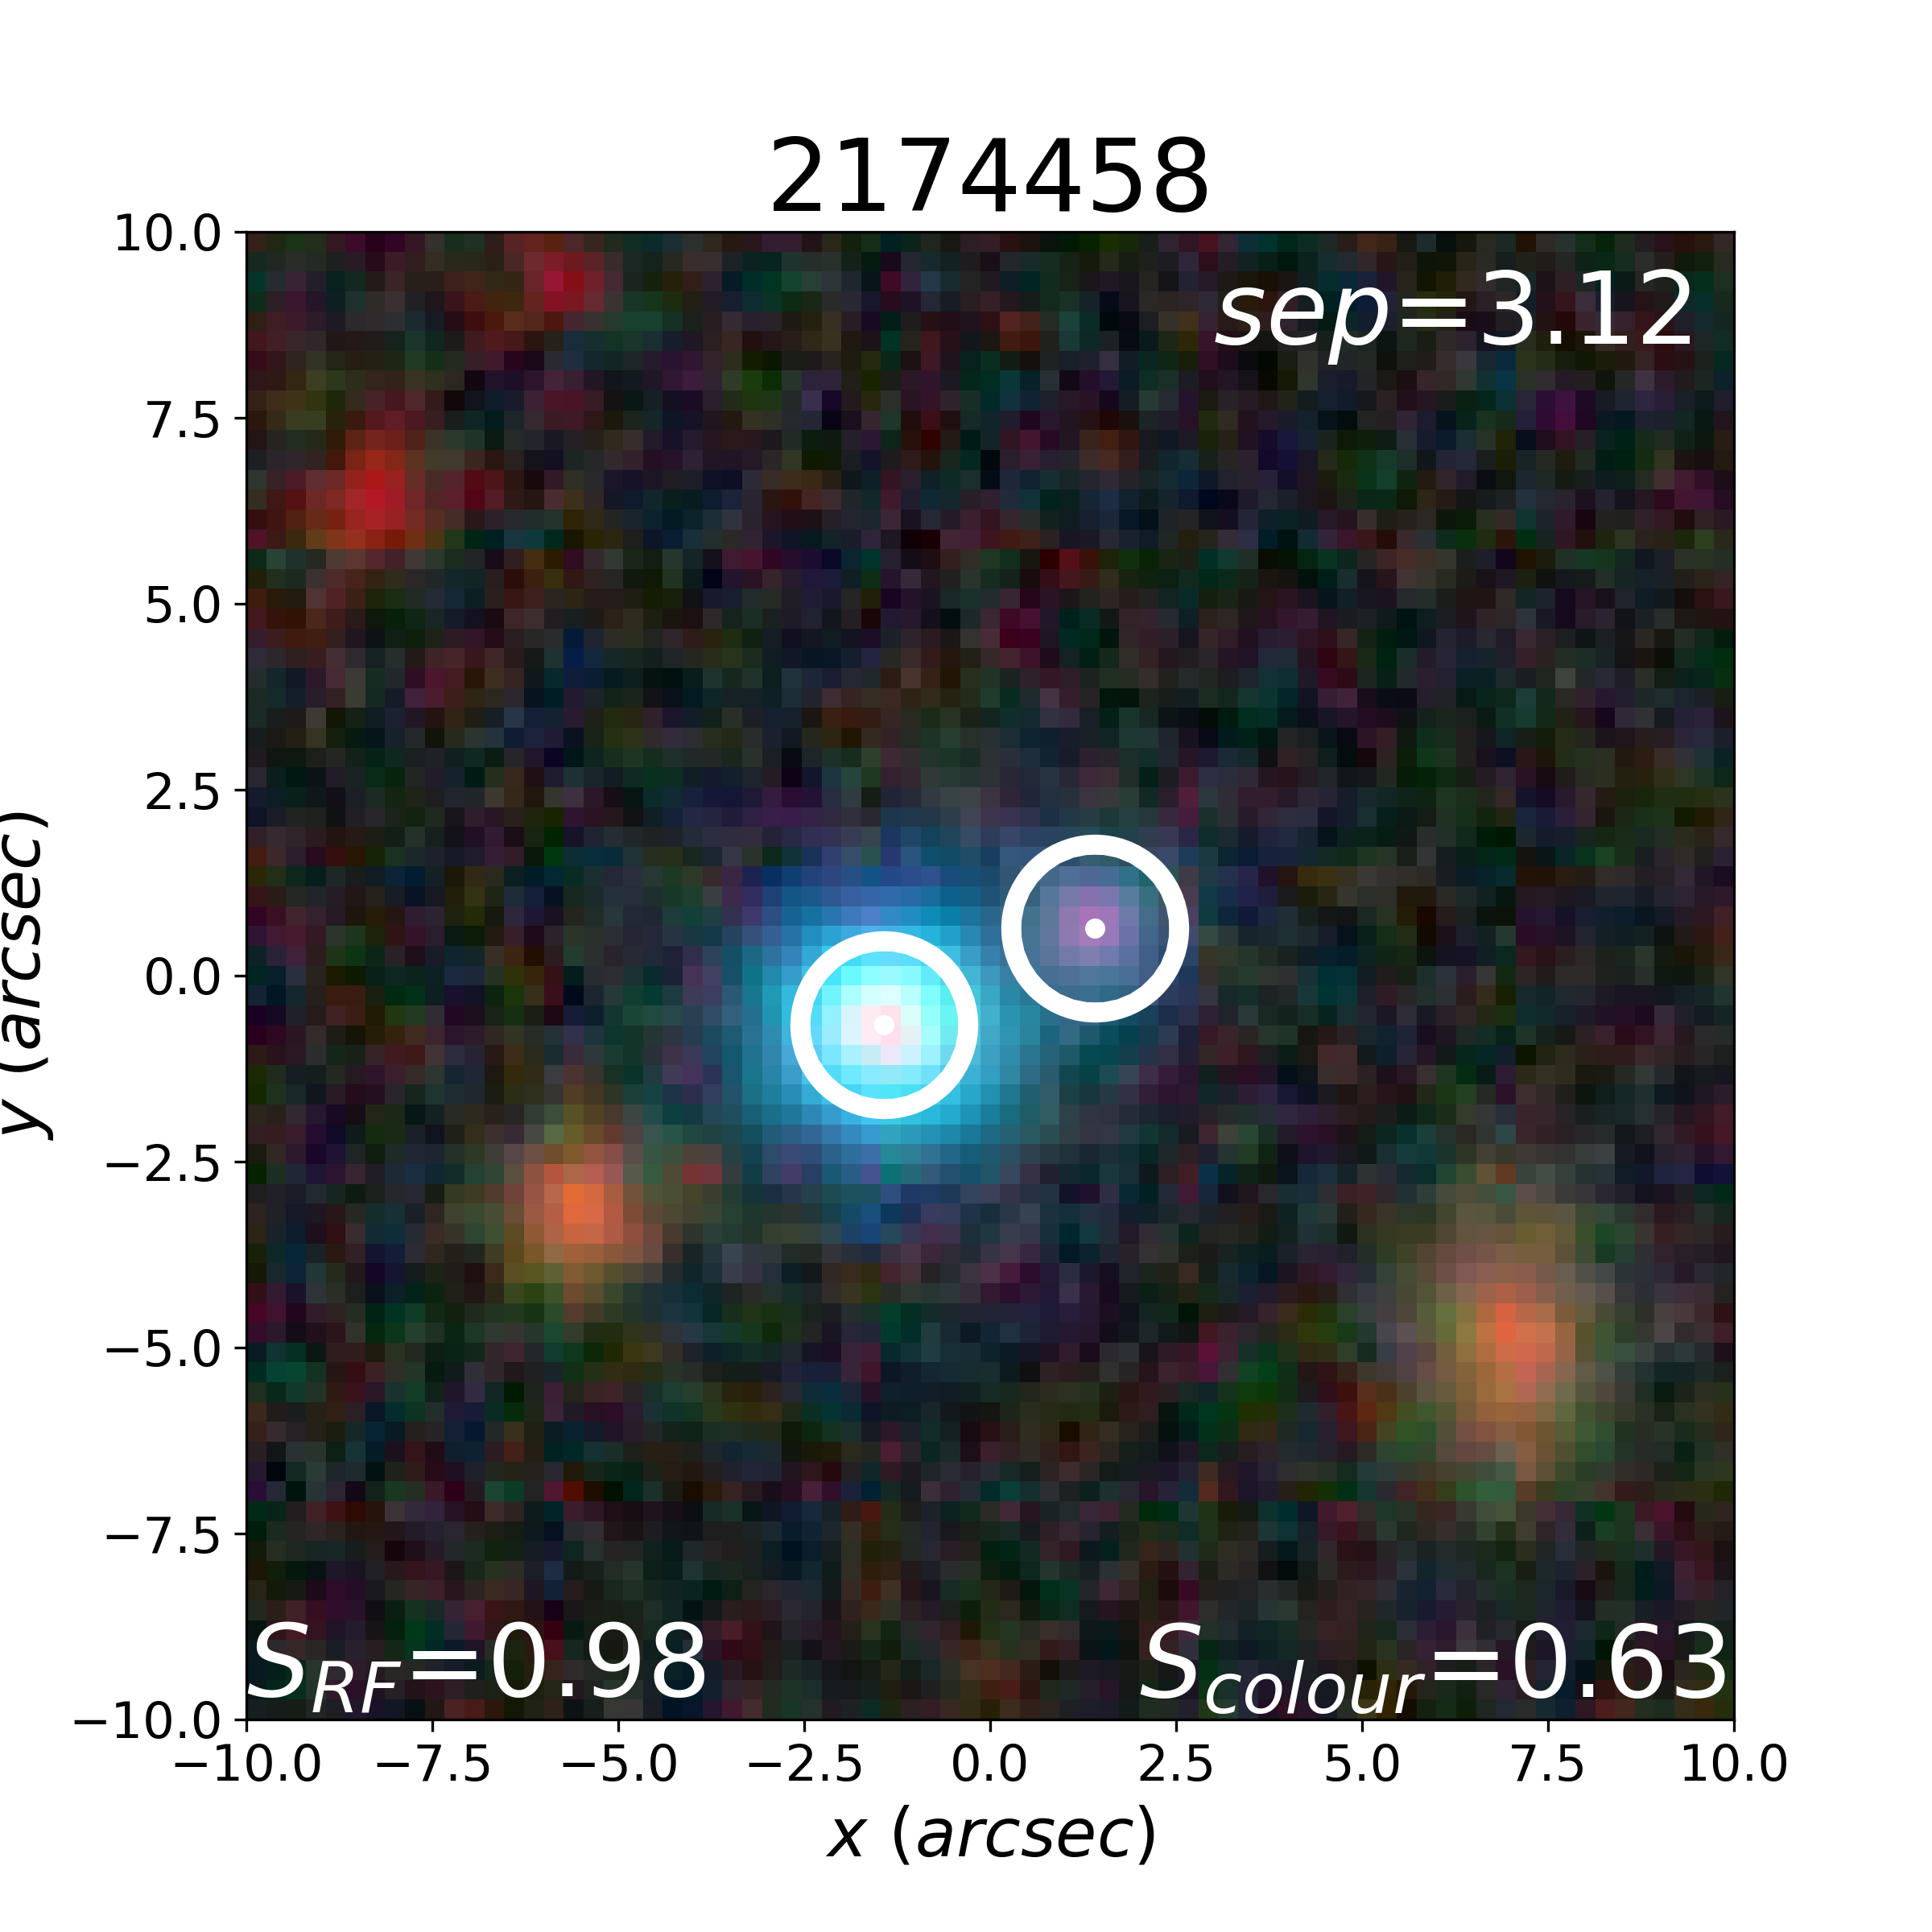 2174458
10.0
7.5
5.0
2.5
0.0
−2.5
−5.0
−7.5
−10.0
y (arcsec)
sep=3.12
S_RF=0.98
S_colour=0.63
−10.0 −7.5 −5.0 −2.5 0.0 2.5 5.0 7.5 10.0
x (arcsec)